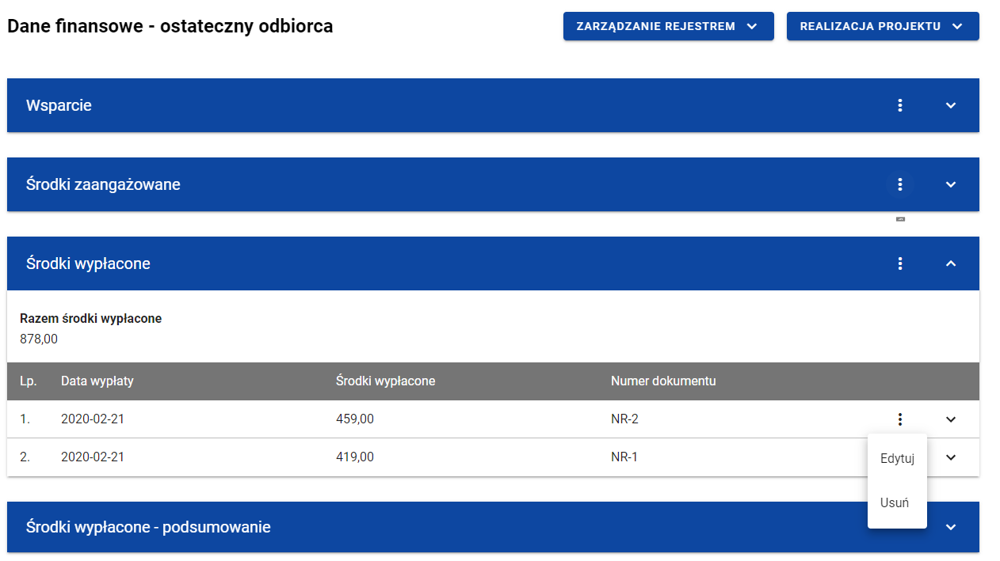 Dane finansowe - ostateczny odbiorca
ZARZĄDZANIE REJESTREM
REALIZACJA PROJEKTU
Wsparcie
Środki zaangażowane
Środki wypłacone
Razem środki wypłacone
878,00
Lp. Data wypłaty Środki wypłacone Numer dokumentu
1. 2020-02-21 459,00 NR-2
2. 2020-02-21 419,00 NR-1
Edytuj
Usuń
Środki wypłacone - podsumowanie